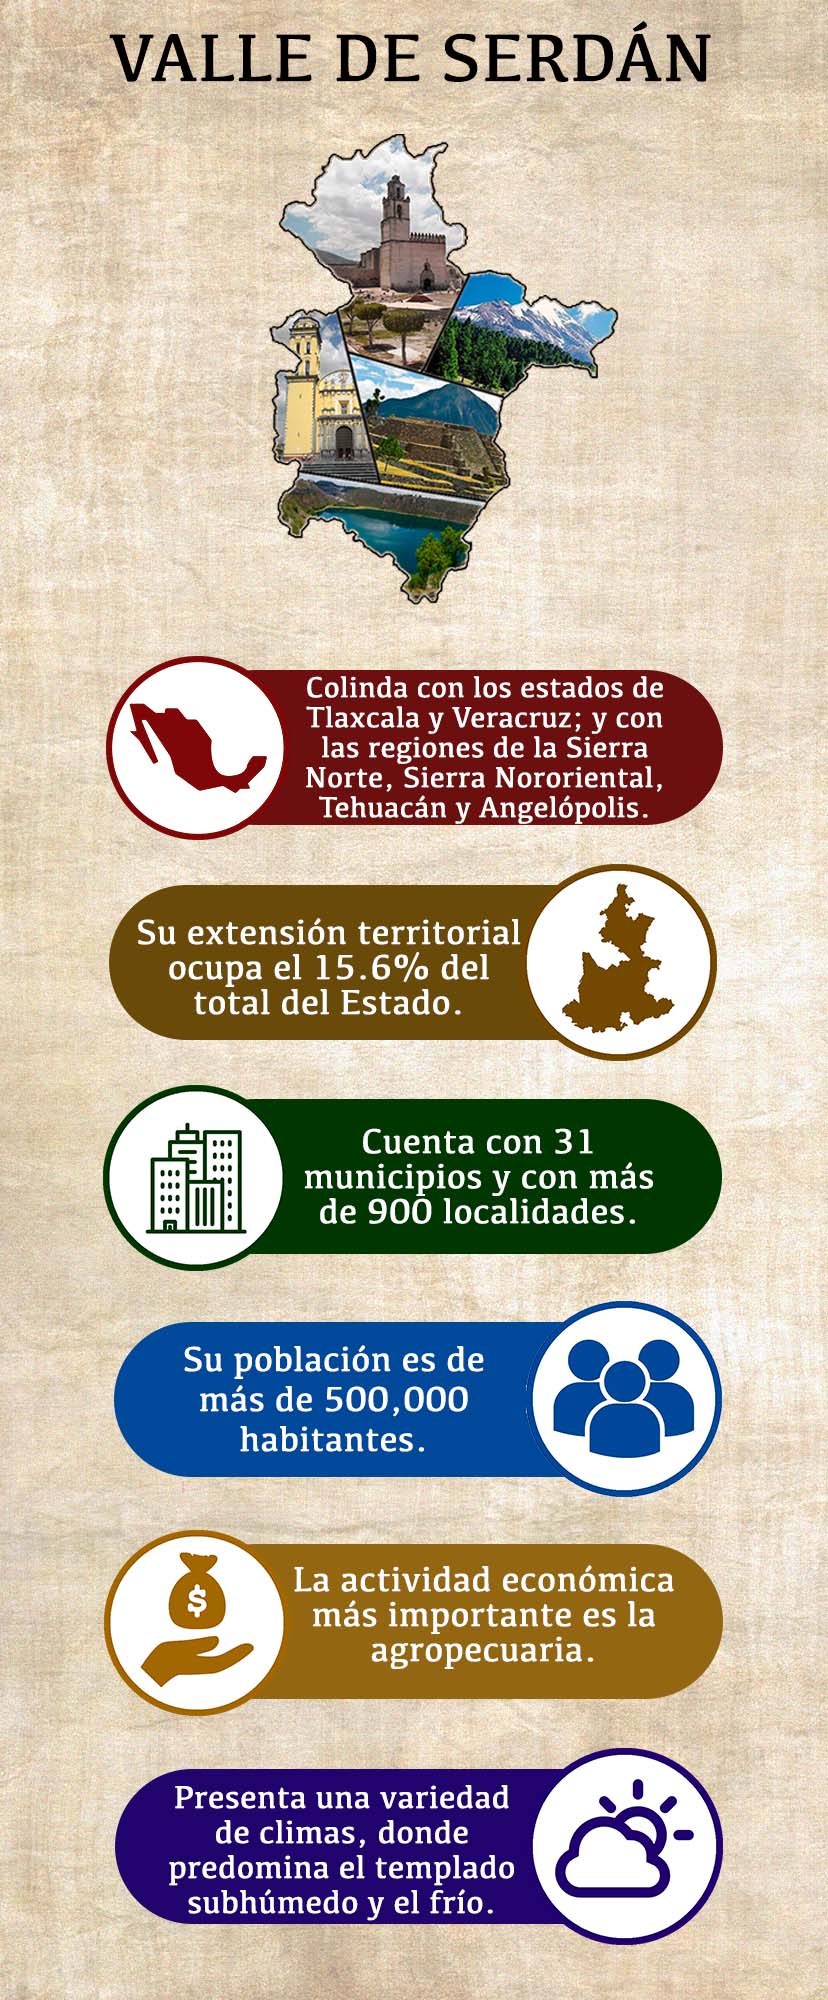 VALLE DE SERDÁN
Colinda con los estados de
Tlaxcala y Veracruz; y con
las regiones de la Sierra
Norte, Sierra Nororiental,
Tehuacán y Angelópolis.
Su extensión territorial
ocupa el 15.6% del
total del Estado.
Cuenta con 31
municipios y con más
de 900 localidades.
Su población es de
más de 500,000
habitantes.
$
La actividad económica
más importante es la
agropecuaria.
Presenta una variedad
de climas, donde
predomina el templado
subhúmedo y el frío.